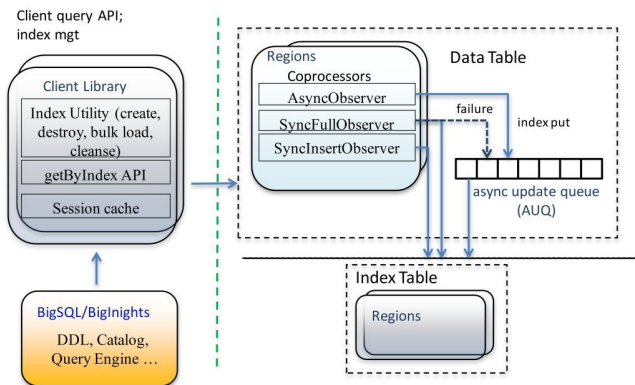 Client query API;
index mgt
Client Library
Index Utility (create,
destroy, bulk load,
cleanse)
getByIndex API
Session cache
BigSQL/BigInights
DDL, Catalog,
Query Engine ...
Regions
Coprocessors
AsyncObserver
SyncFullObserver
SyncInsertObserver
Data Table
failure
index put
async update queue
(AUQ)
Index Table
Regions